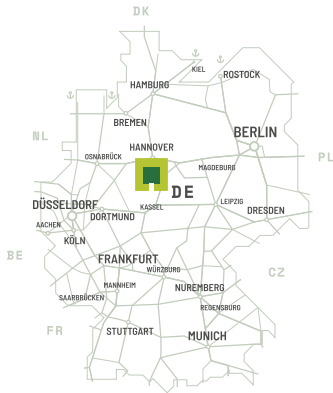 DK
KIEL
ROSTOCK
HAMBURG
BREMEN
BERLIN
NL
HANNOVER
PL
OSNABRÜCK
MAGDEBURG
DE
DÜSSELDORF
KASSEL
LEIPZIG
DORTMUND
DRESDEN
AACHEN
KÖLN
BE
FRANKFURT
WÜRZBURG
CZ
MANNHEIM
NUREMBERG
SAARBRÜCKEN
REGENSBURG
FR
STUTTGART
MUNICH